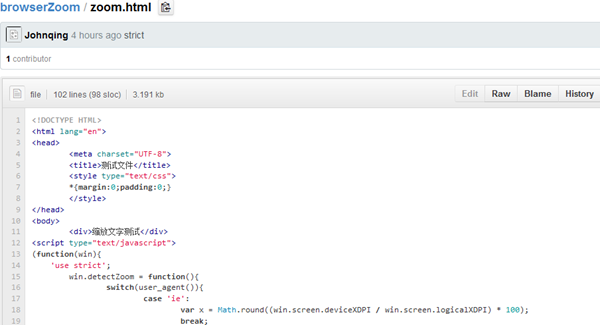 browserZoom / zoom.html
Johnqing 4 hours ago strict
1 contributor
file 102 lines (98 sloc) 3.191 kb Edit Raw Blame History
1 <!DOCTYPE HTML>
2 <html lang="en">
3 <head>
4 <meta charset="UTF-8">
5 <title>测试文件</title>
6 <style type="text/css">
7 *{margin:0;padding:0;}
8 </style>
9 </head>
10 <body>
11 <div>缩放文字测试</div>
12 <script type="text/javascript">
13 (function(win){
14 'use strict';
15 win.detectZoom = function(){
16 switch(user_agent()){
17 case 'ie':
18 var x = Math.round((win.screen.deviceXDPI / win.screen.logicalXDPI) * 100);
19 break;